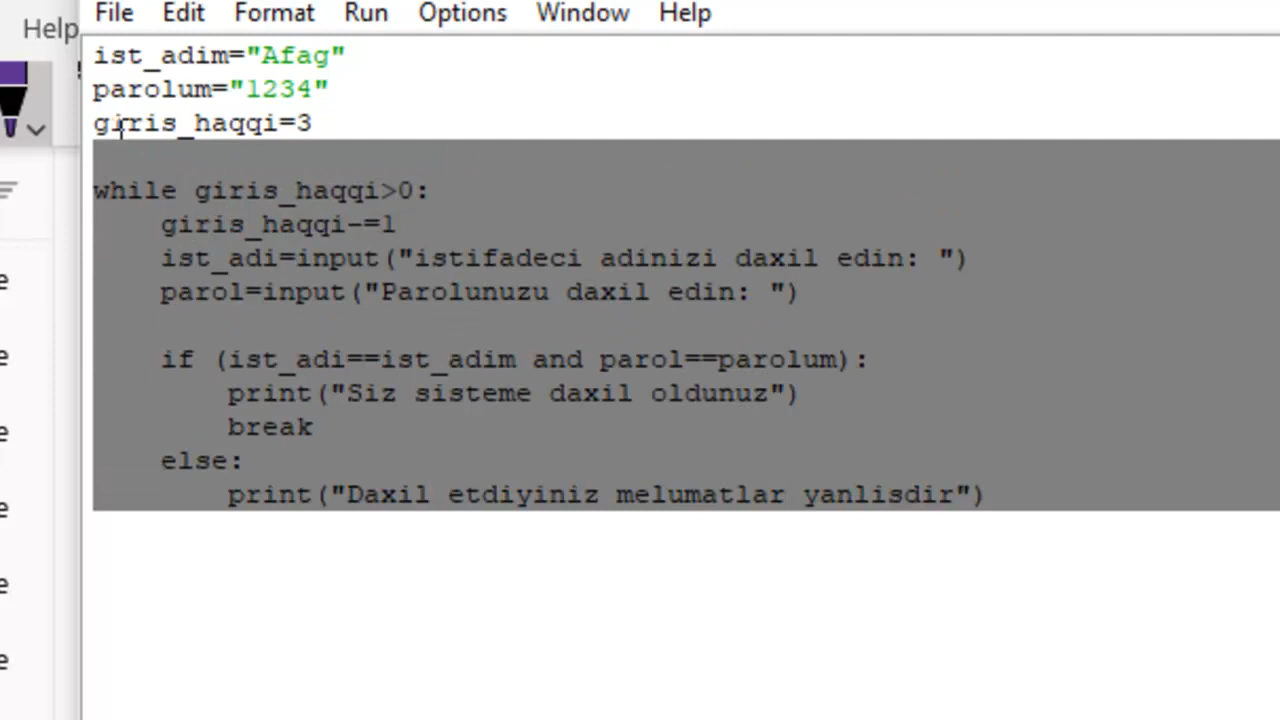 Help
File Edit Format Run Options Window Help
ist_adim="Afag"
parolum="1234"
giris_haqqi=3
while giris_haqqi>0:
giris_haqqi-=1
ist_adi=input("istifadeci adinizi daxil edin: ")
parol=input("Parolunuzu daxil edin: ")
if (ist_adi==ist_adim and parol==parolum):
print("Siz sisteme daxil oldunuz")
break
else:
print("Daxil etdiyiniz melumatlar yanlisdir")